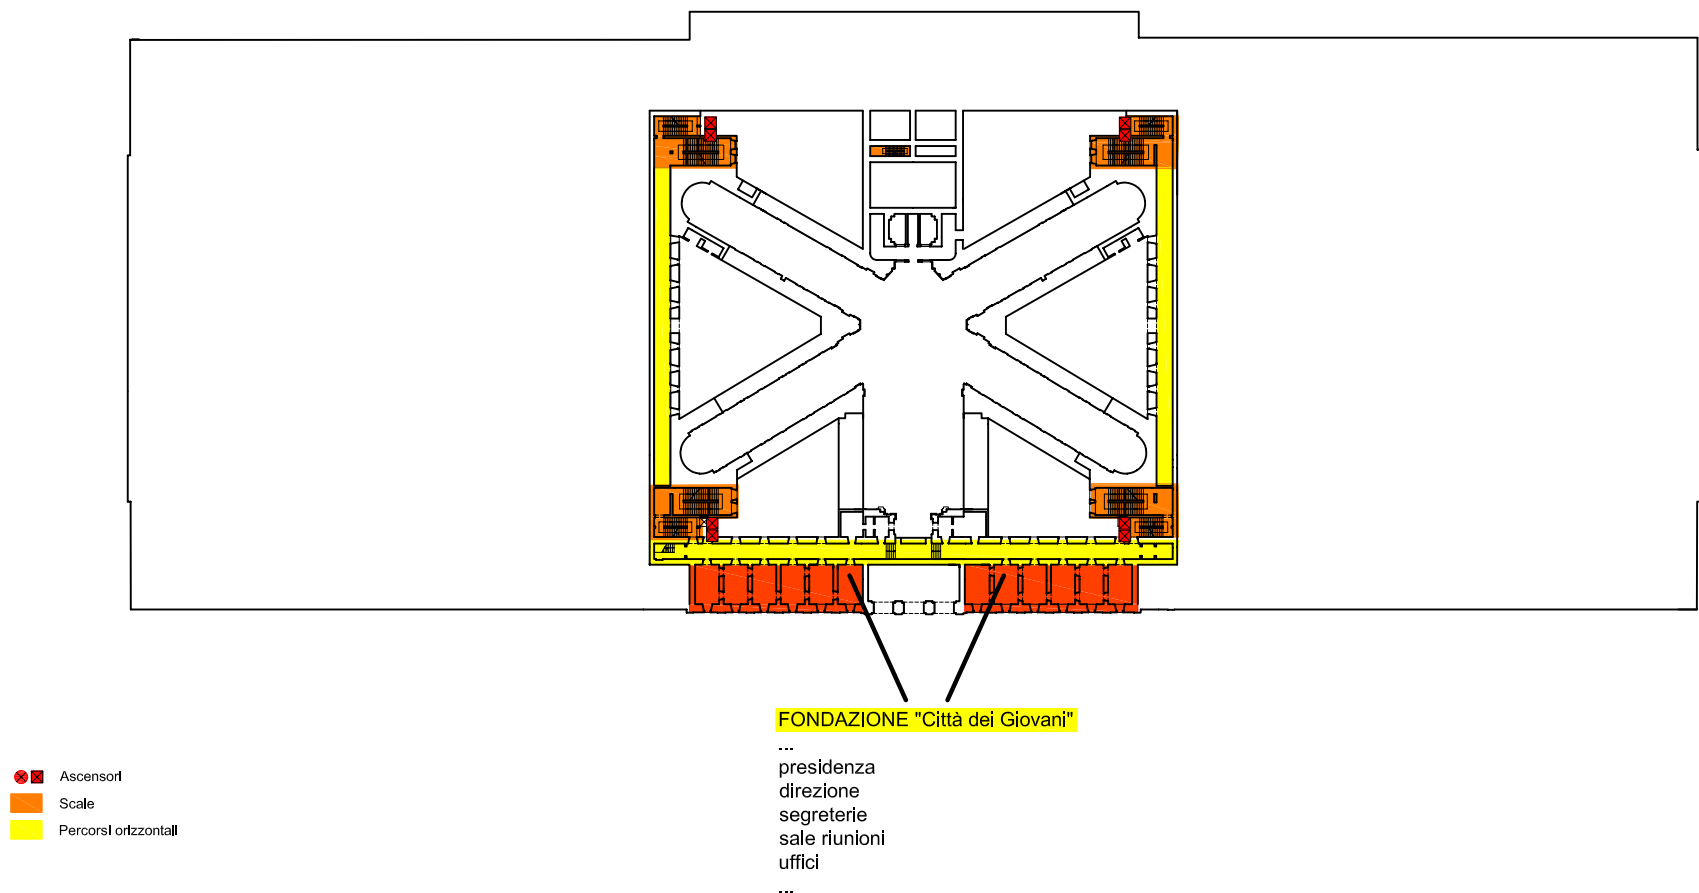 FONDAZIONE "Città dei Giovani"
...
presidenza
direzione
segreterie
sale riunioni
uffici
...
Ascensori
Scale
Percorsi orizzontali